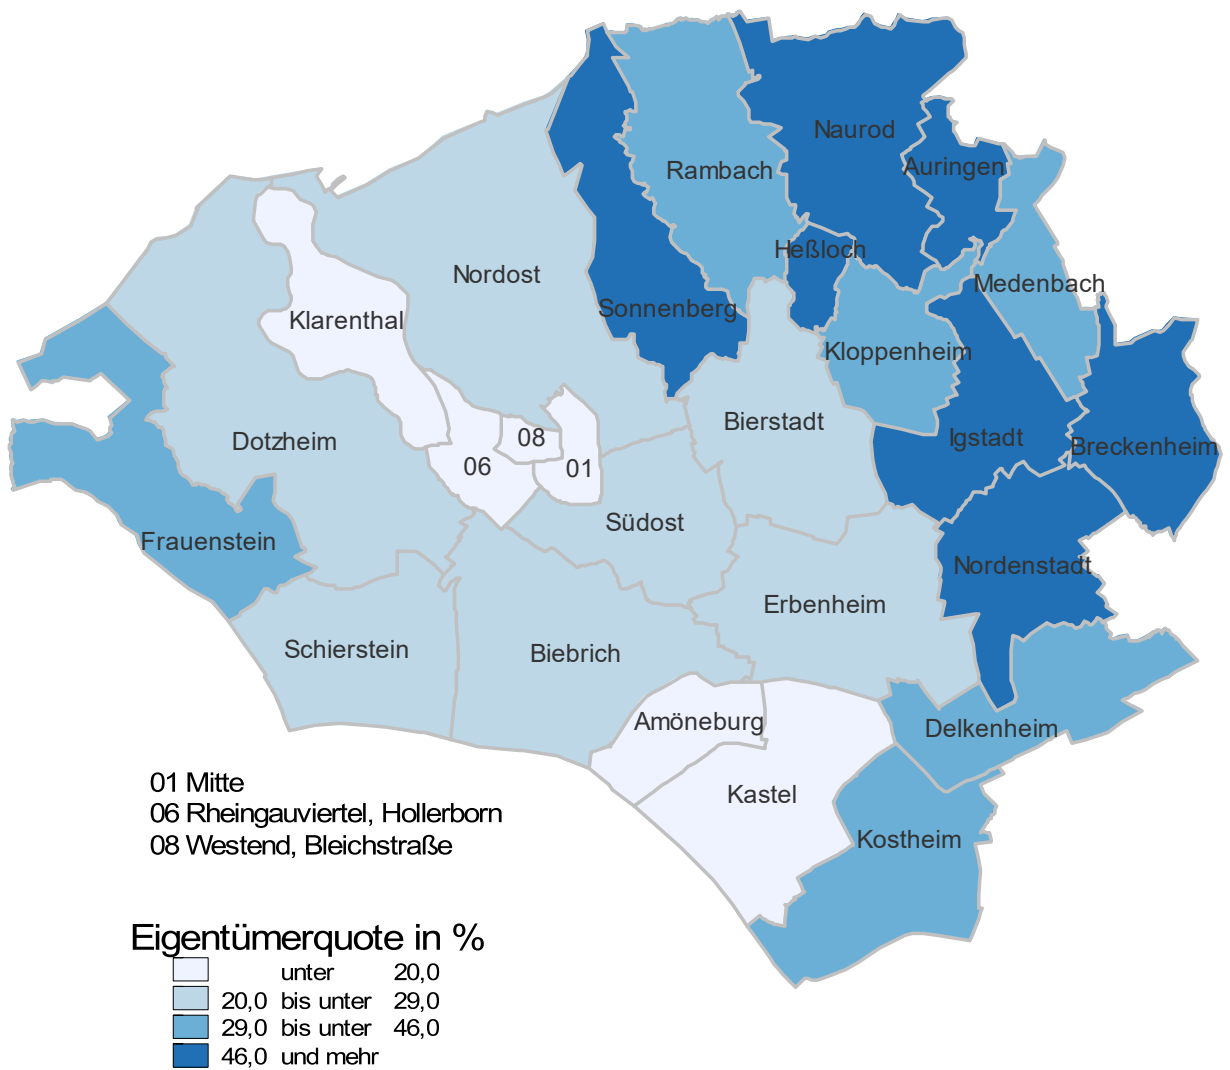 Naurod
Auringen
Rambach
Heßloch
Nordost
Medenbach
Sonnenberg
Klarenthal
Kloppenheim
Bierstadt
Dotzheim
08
Igstadt
Breckenheim
06
01
Südost
Frauenstein
Nordenstadt
Erbenheim
Schierstein
Biebrich
Amöneburg
Delkenheim
Kastel
Kostheim
01 Mitte
06 Rheingauviertel, Hollerborn
08 Westend, Bleichstraße
Eigentümerquote in %
unter 20,0
20,0 bis unter 29,0
29,0 bis unter 46,0
46,0 und mehr